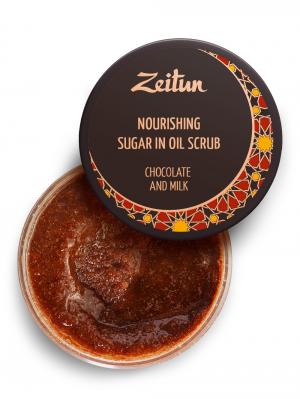 Zeitun
NOURISHING
SUGAR IN OIL SCRUB
CHOCOLATE
AND MILK